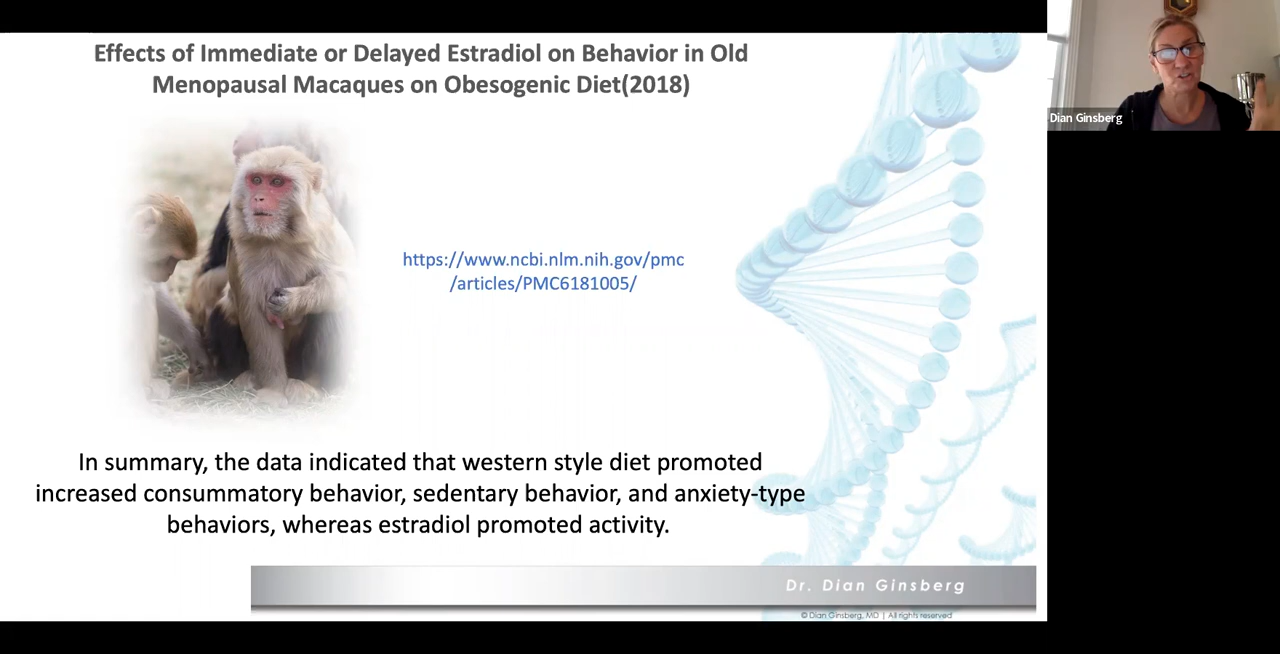 Effects of Immediate or Delayed Estradiol on Behavior in Old
Menopausal Macaques on Obesogenic Diet(2018)
Dian Ginsberg
https://www.ncbi.nlm.nih.gov/pmc
/articles/PMC6181005/
In summary, the data indicated that western style diet promoted
increased consummatory behavior, sedentary behavior, and anxiety-type
behaviors, whereas estradiol promoted activity.
Dr. Dian Ginsberg
© Dian Ginsberg, MD | All rights reserved